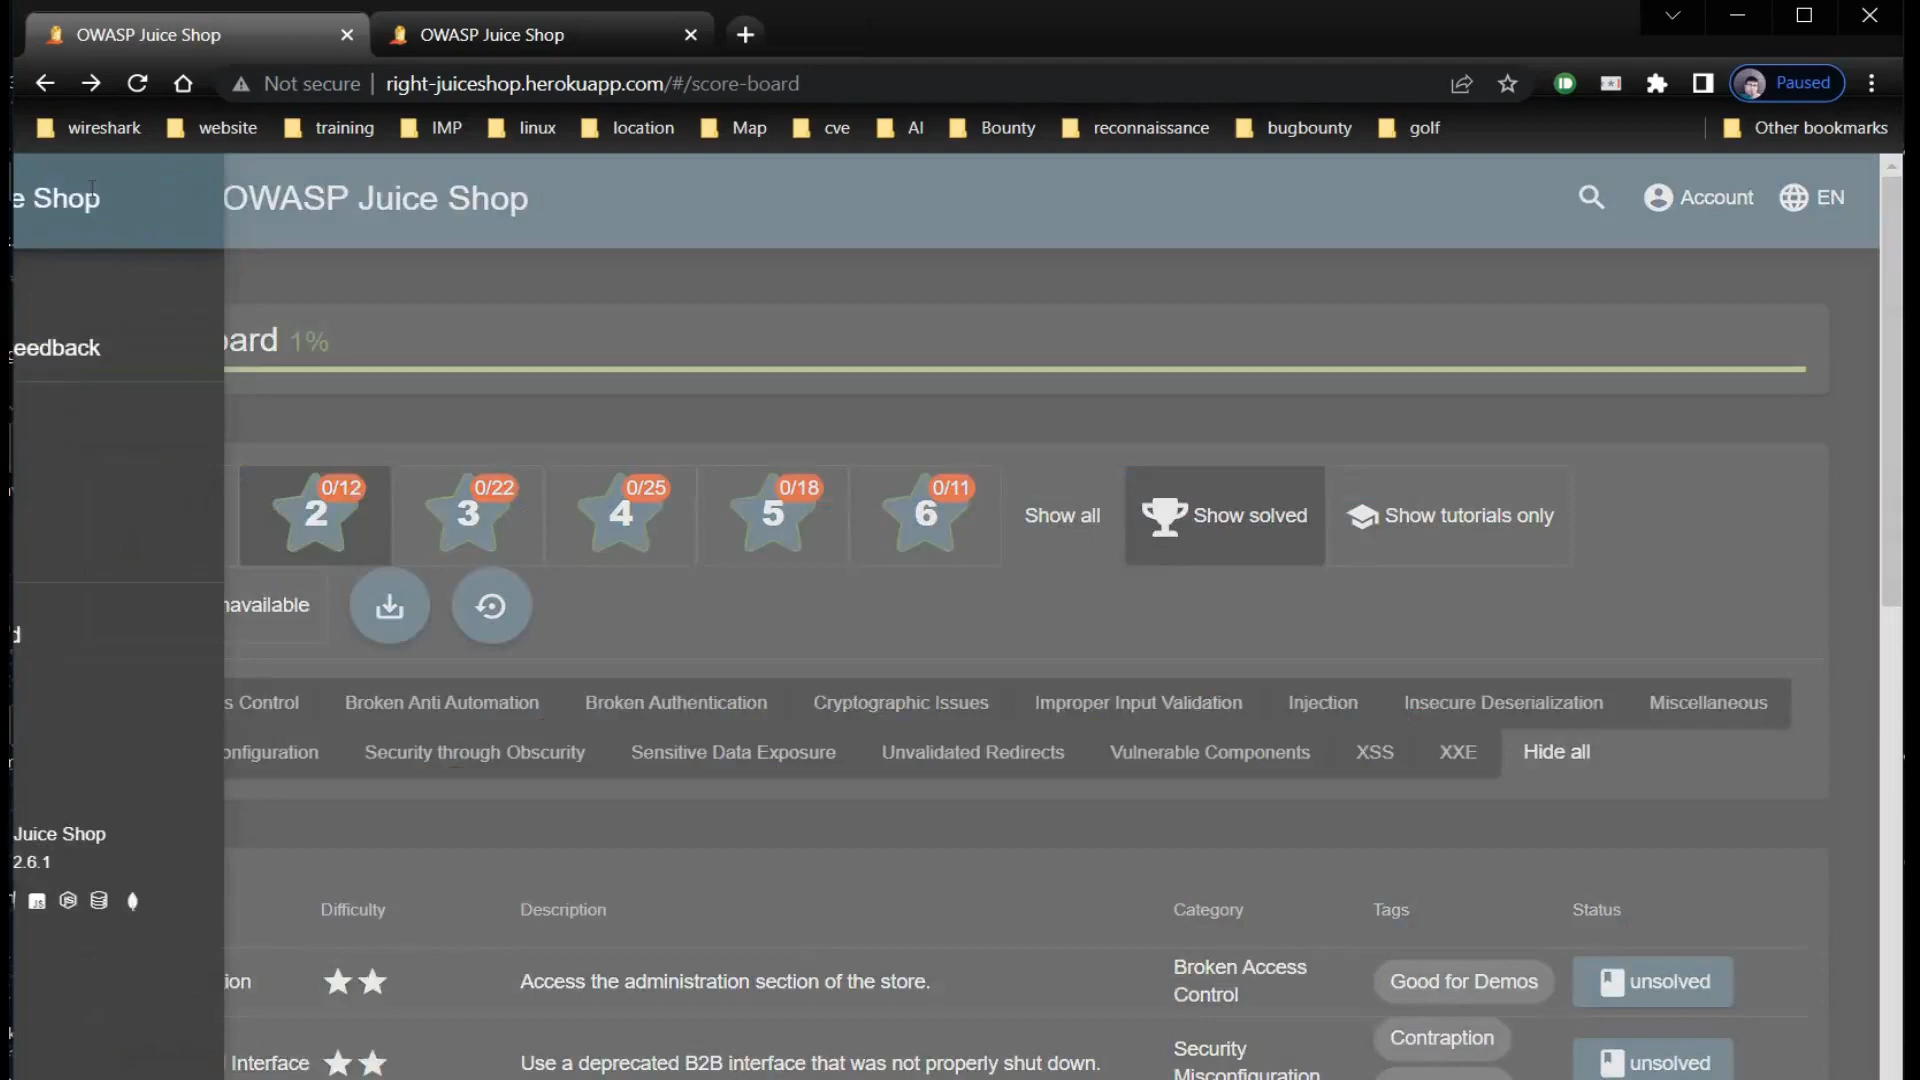 OWASP Juice Shop
OWASP Juice Shop
Not secure
right-juiceshop.herokuapp.com/#/score-board
Paused
wireshark
website
training
IMP
linux
location
Map
cve
AI
Bounty
reconnaissance
bugbounty
golf
Other bookmarks
e Shop
OWASP Juice Shop
Account
EN
eedback
oard 1%
0/12
2
0/22
3
0/25
4
0/18
5
0/11
6
Show all
Show solved
Show tutorials only
navailable
s Control
Broken Anti Automation
Broken Authentication
Cryptographic Issues
Improper Input Validation
Injection
Insecure Deserialization
Miscellaneous
onfiguration
Security through Obscurity
Sensitive Data Exposure
Unvalidated Redirects
Vulnerable Components
XSS
XXE
Hide all
Juice Shop
2.6.1
JS
Difficulty
Description
Category
Tags
Status
ion
Access the administration section of the store.
Broken Access
Control
Good for Demos
unsolved
Interface
Use a deprecated B2B interface that was not properly shut down.
Security
Misconfiguration
Contraption
unsolved